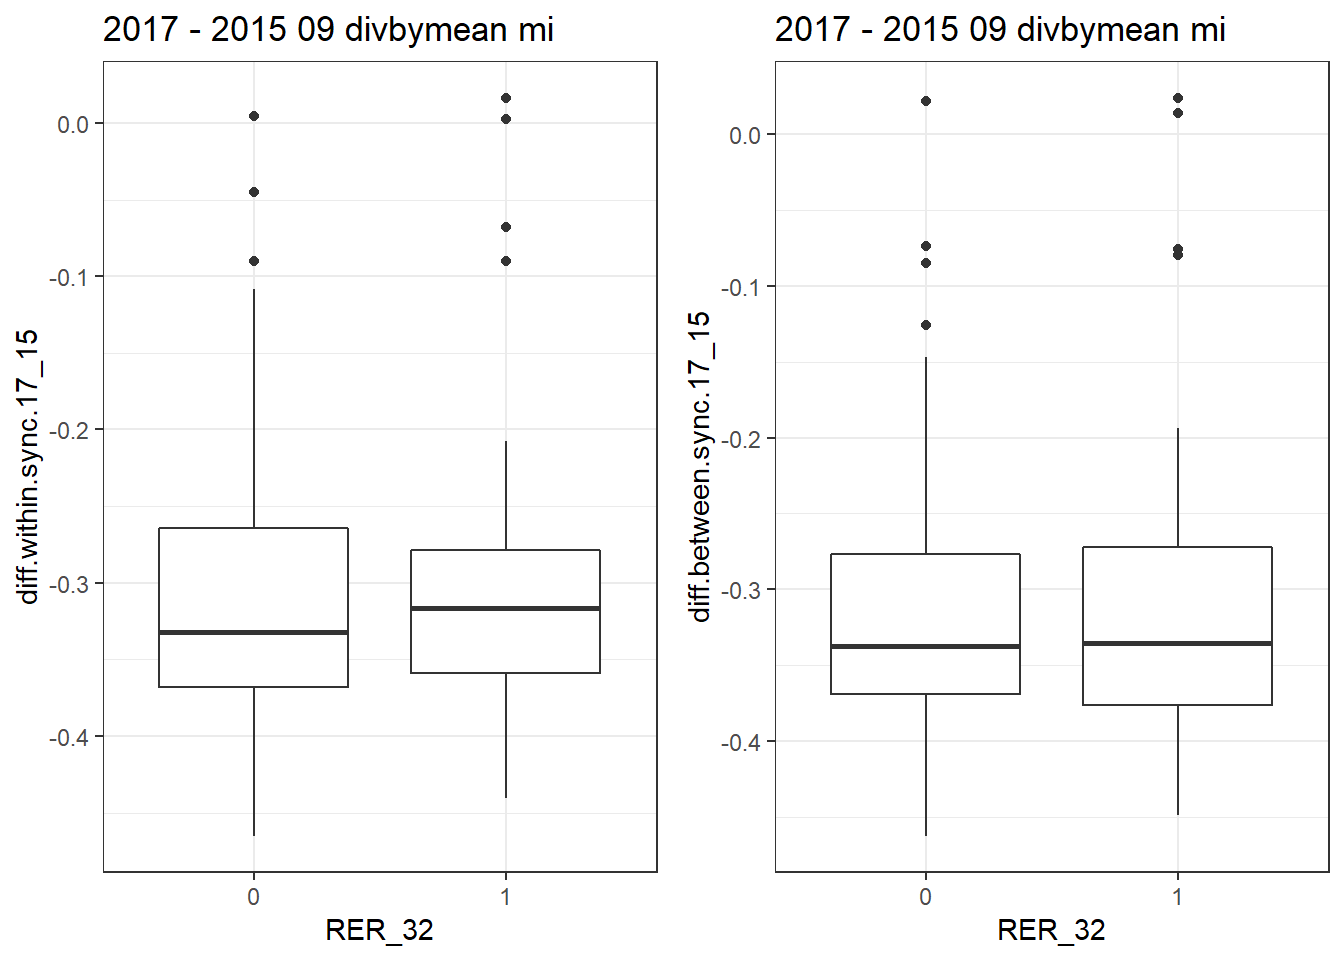 2017 - 2015 09 divbymean mi
diff.within.sync.17_15
0.0
-0.1
-0.2
-0.3
-0.4
0
1
RER_32
2017 - 2015 09 divbymean mi
diff.between.sync.17_15
0.0
-0.1
-0.2
-0.3
-0.4
0
1
RER_32